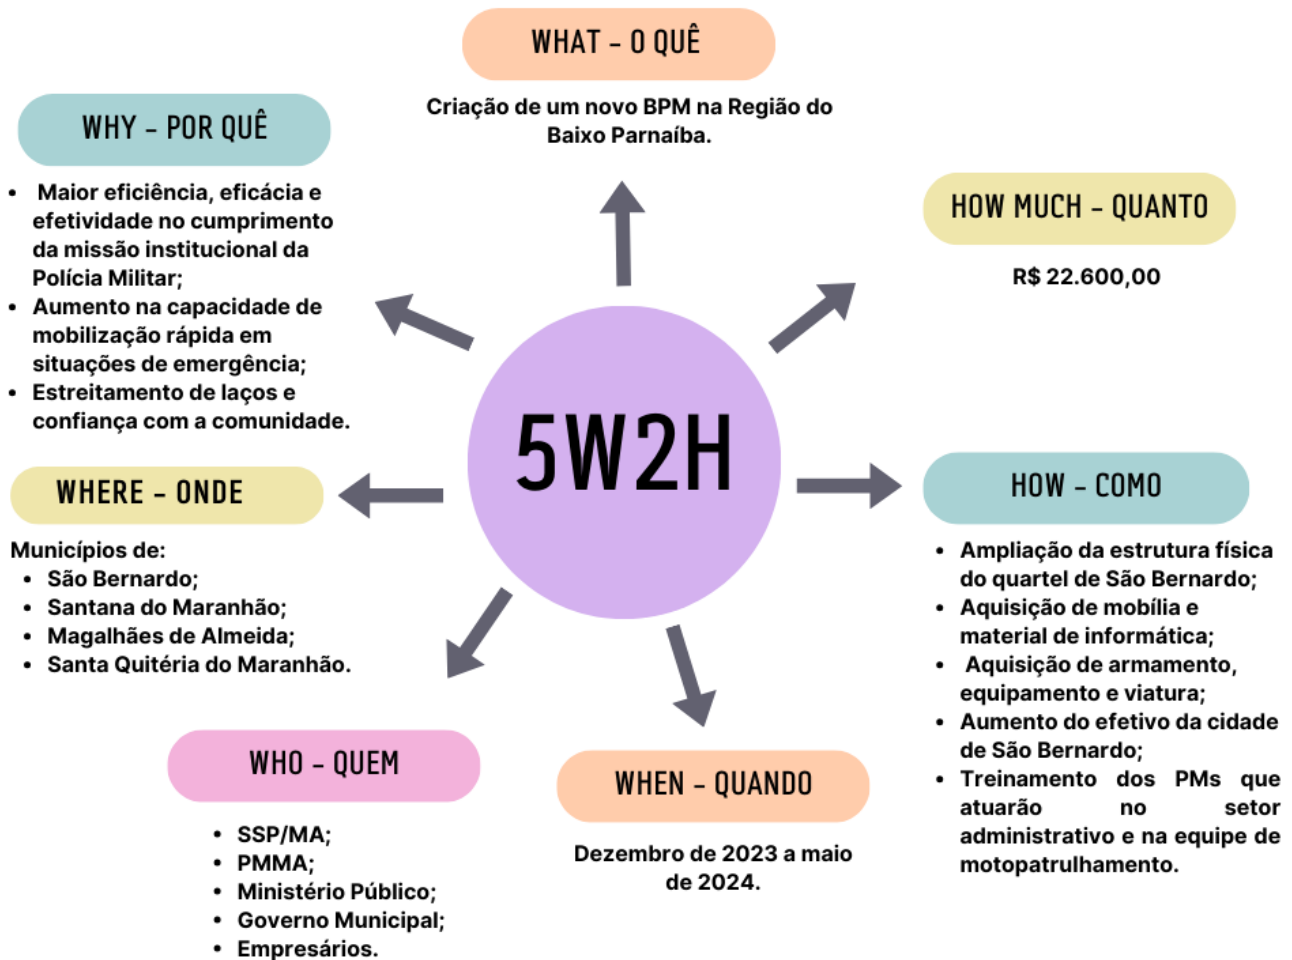 WHAT - O QUÊ
Criação de um novo BPM na Região do
Baixo Parnaíba.
WHY - POR QUÊ
• Maior eficiência, eficácia e
efetividade no cumprimento
da missão institucional da
Polícia Militar;
• Aumento na capacidade de
mobilização rápida em
situações de emergência;
• Estreitamento de laços e
confiança com a comunidade.
HOW MUCH - QUANTO
R$ 22.600,00
5W2H
WHERE - ONDE
Municípios de:
• São Bernardo;
• Santana do Maranhão;
• Magalhães de Almeida;
• Santa Quitéria do Maranhão.
HOW - COMO
• Ampliação da estrutura física
do quartel de São Bernardo;
• Aquisição de mobília e
material de informática;
• Aquisição de armamento,
equipamento e viatura;
• Aumento do efetivo da cidade
de São Bernardo;
• Treinamento dos PMs que
atuarão no setor
administrativo e na equipe de
motopatrulhamento.
WHO - QUEM
• SSP/MA;
• PMMA;
• Ministério Público;
• Governo Municipal;
• Empresários.
WHEN - QUANDO
Dezembro de 2023 a maio
de 2024.